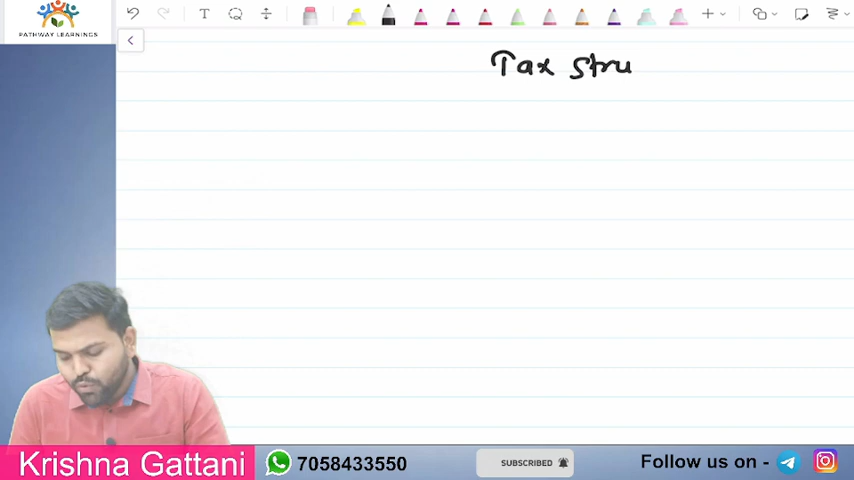 PATHWAY LEARNINGS
T
Tax stru
Krishna Gattani
7058433550
SUBSCRIBED
Follow us on -